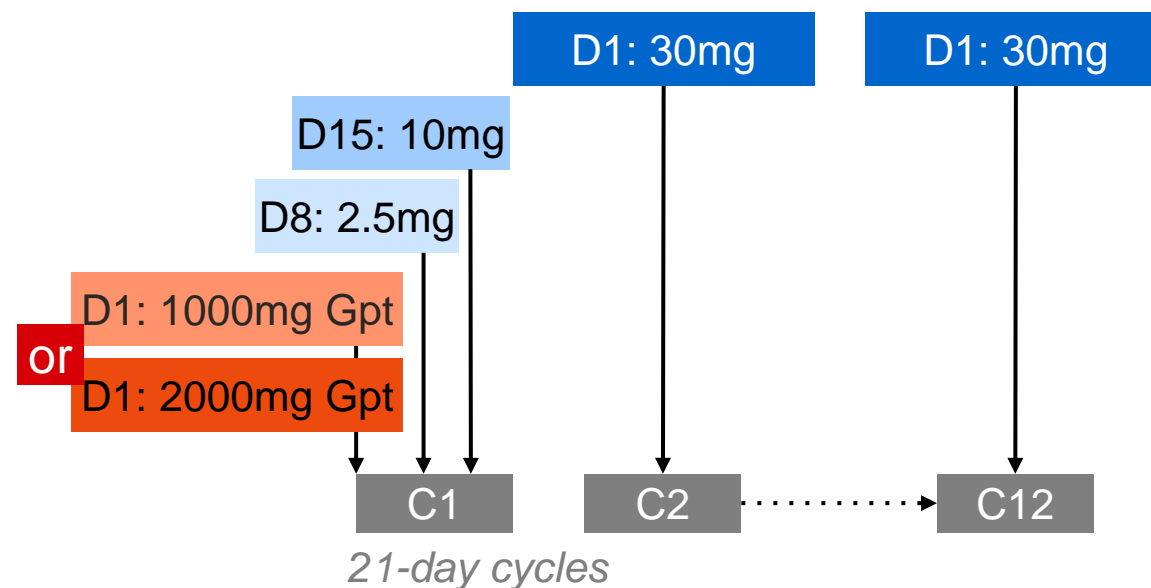 D1: 30mg
D1: 30mg
D15: 10mg
D8: 2.5mg
D1: 1000mg Gpt
or
D1: 2000mg Gpt
C1
C2
C12
21-day cycles